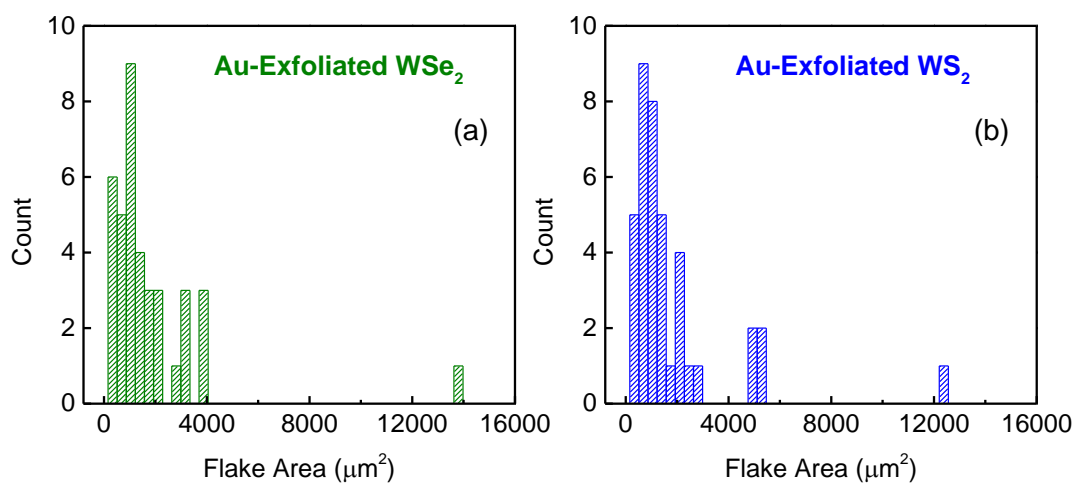 10
8
6
4
2
0
Count
Au-Exfoliated WSe₂
(a)
0 4000 8000 12000 16000
Flake Area (μm²)
10
8
6
4
2
0
Count
Au-Exfoliated WS₂
(b)
0 4000 8000 12000 16000
Flake Area (μm²)